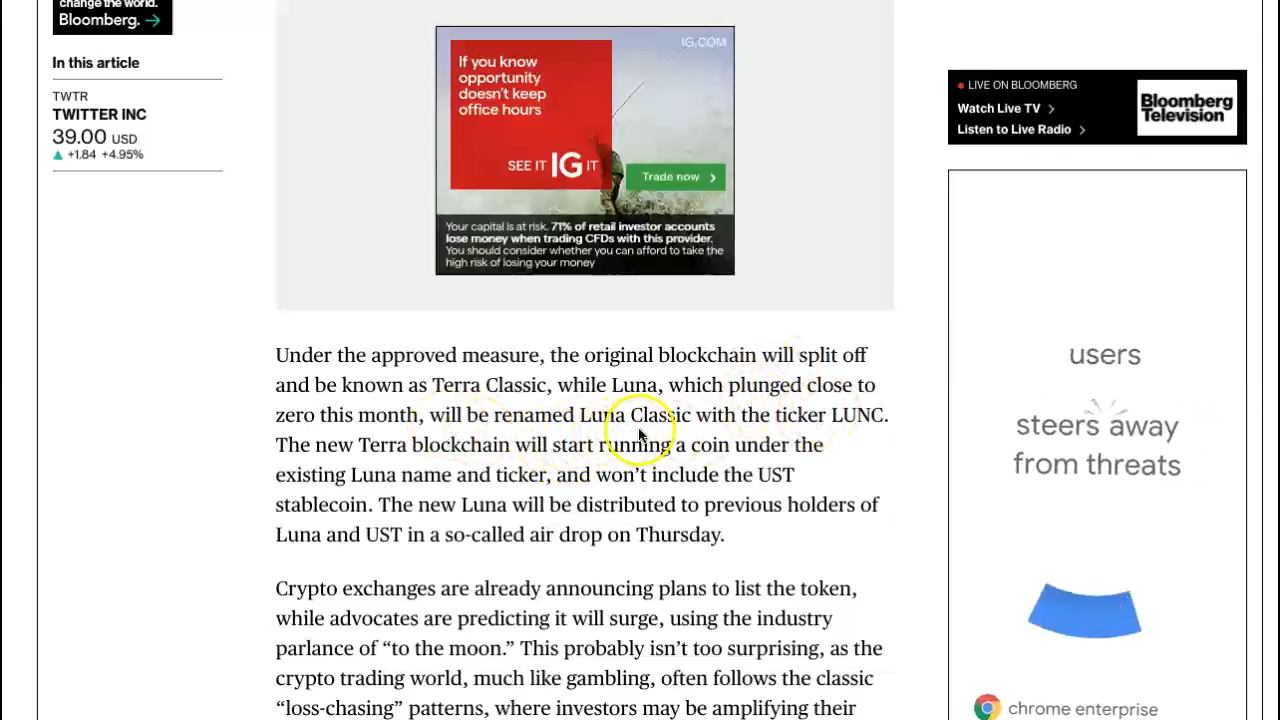 change the world.
Bloomberg. →
In this article
TWTR
TWITTER INC
39.00 USD
▲ +1.84 +4.95%
IG.COM
If you know
opportunity
doesn't keep
office hours
SEE IT IG IT
Trade now
Your capital is at risk. 71% of retail investor accounts
lose money when trading CFDs with this provider.
You should consider whether you can afford to take the
high risk of losing your money
LIVE ON BLOOMBERG
Watch Live TV
Listen to Live Radio
Bloomberg
Television
Under the approved measure, the original blockchain will split off
and be known as Terra Classic, while Luna, which plunged close to
zero this month, will be renamed Luna Classic with the ticker LUNC.
The new Terra blockchain will start running a coin under the
existing Luna name and ticker, and won't include the UST
stablecoin. The new Luna will be distributed to previous holders of
Luna and UST in a so-called air drop on Thursday.
Crypto exchanges are already announcing plans to list the token,
while advocates are predicting it will surge, using the industry
parlance of “to the moon.” This probably isn't too surprising, as the
crypto trading world, much like gambling, often follows the classic
“loss-chasing” patterns, where investors may be amplifying their
users
steers away
from threats
chrome enterprise